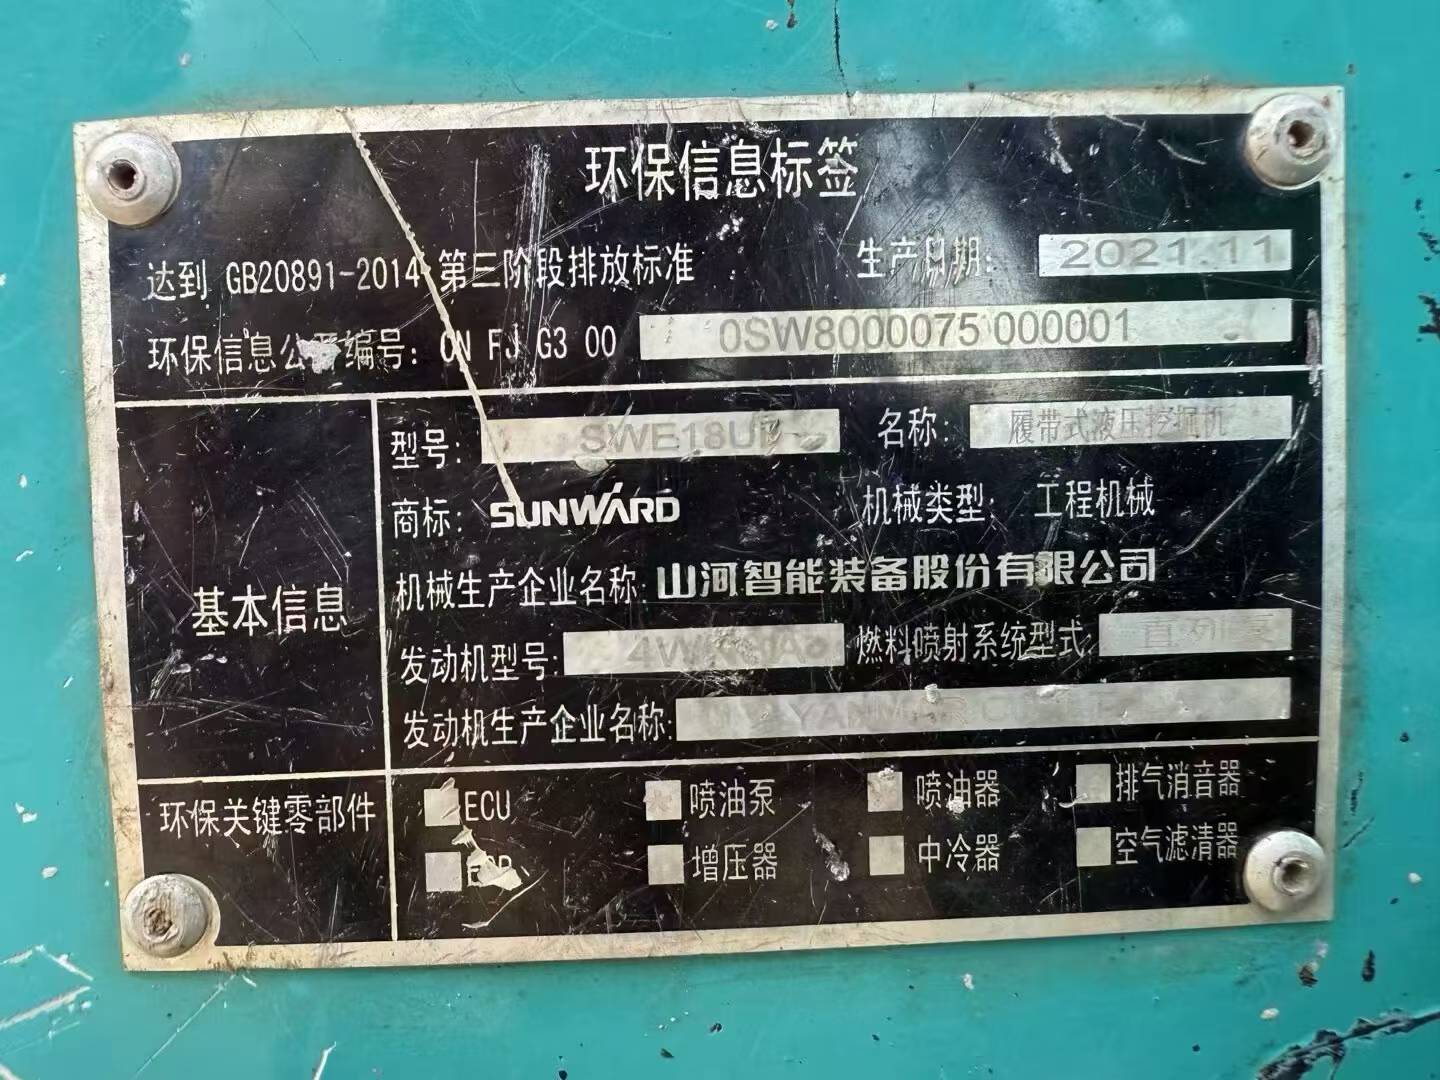 环保信息标签
达到 GB20891-2014 第三阶段排放标准 生产日期: 2021.11
环保信息公开编号: CN FJ G3 00 0SW8000075 000001
型号: SWE18U 名称: 履带式液压挖掘机
商标: SUNWARD 机械类型: 工程机械
基本信息
机械生产企业名称: 山河智能装备股份有限公司
发动机型号: 燃料喷射系统型式 直列泵
发动机生产企业名称: YANMAR
环保关键零部件
ECU 喷油泵 喷油器 排气消音器
增压器 中冷器 空气滤清器